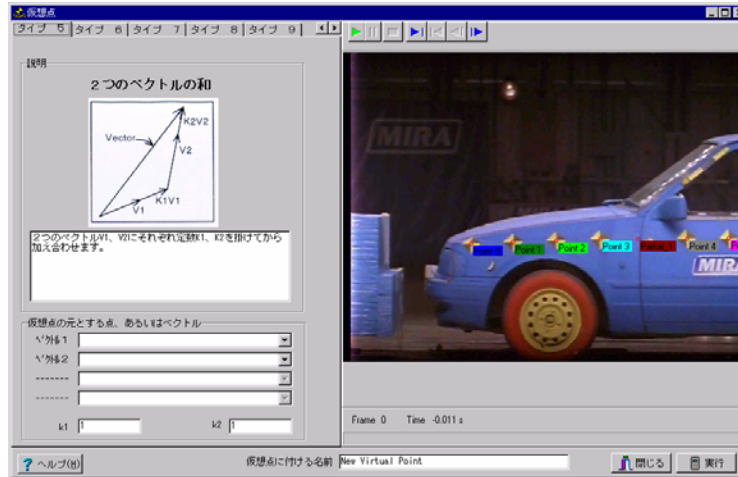 仮想点
タイプ 5 タイプ 6 タイプ 7 タイプ 8 タイプ 9
説明
2つのベクトルの和
Vector
K2V2
V2
K1V1
V1
2つのベクトルV1、V2にそれぞれ定数K1、K2を掛けてから
加え合わせます。
仮想点の元とする点、あるいはベクトル
ベクトル1
ベクトル2
-------
-------
k1 1 k2 1
MIRA
Point 1 Point 2 Point 3 Point 4
MIR
Frame 0 Time -0.011 s
ヘルプ(H) 仮想点に付ける名前 New Virtual Point 閉じる 実行